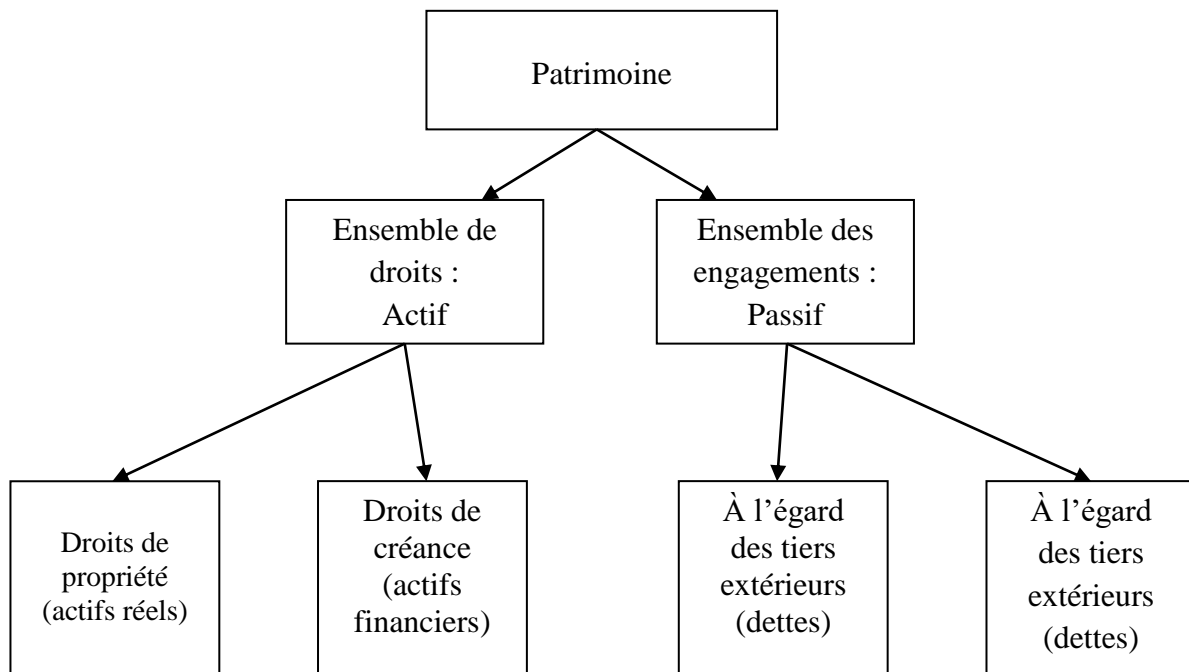 Patrimoine
Ensemble de
droits :
Actif
Ensemble des
engagements :
Passif
Droits de
propriété
(actifs réels)
Droits de
créance
(actifs
financiers)
À l’égard
des tiers
extérieurs
(dettes)
À l’égard
des tiers
extérieurs
(dettes)